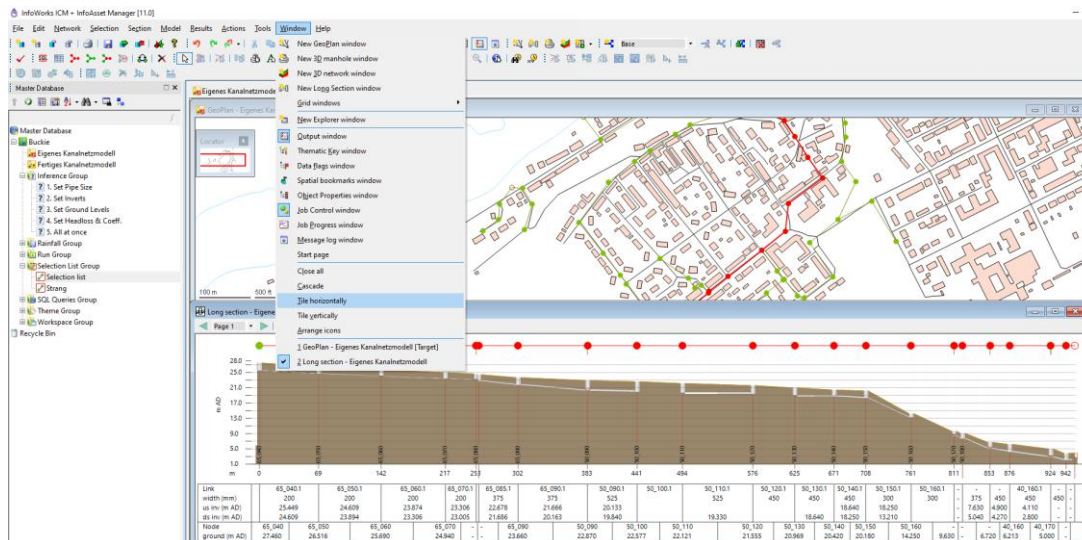 InfoWorks ICM + InfoAsset Manager [11.0]
File Edit Network Selection Section Model Results Actions Tools Window Help
Base
Master Database
Eigenes Kanalnetzmode
GeoPlan - Eigenes Ka
Locator
Master Database
Buckie
Eigenes Kanalnetzmodell
Fertiges Kanalnetzmodell
Inference Group
1. Set Pipe Size
2. Set Inverts
3. Set Ground Levels
4. Set Headloss & Coeff.
5. All at once
Rainfall Group
Run Group
Selection List Group
Selection list
Strang
SQL Queries Group
Theme Group
Workspace Group
Recycle Bin
New GeoPlan window
New 3D manhole window
New 3D network window
New Long Section window
Grid windows
New Explorer window
Output window
Thematic Key window
Data flags window
Spatial bookmarks window
Object Properties window
Job Control window
Job Progress window
Message log window
Start page
Close all
Cascade
Tile horizontally
Tile vertically
Arrange icons
1 GeoPlan - Eigenes Kanalnetzmodell [Target]
2 Long section - Eigenes Kanalnetzmodell
100 m 500 ft
Long section - Eigene
Page 1
28.0
25.0
21.0
17.0
13.0
9.0
5.0
1.0
m AD
m 0 69 142 217 253 302 383 441 494 576 625 671 708 761 811 853 876 924 942
Link 65_040.1 65_050.1 65_060.1 65_070.1 65_085.1 65_090.1 50_090.1 50_100.1 50_110.1 50_120.1 50_130.1 50_140.1 50_150.1 50_160.1 - - 40_160.1 -
width (mm) 200 200 200 200 375 375 525 525 450 450 450 300 300 - 375 450 450 450 -
us inv (m AD) 25.449 24.609 23.874 23.306 22.678 21.666 20.133 18.640 18.250 - 7.630 4.900 4.110 -
ds inv (m AD) 24.609 23.894 23.306 23.005 21.686 20.163 19.840 19.330 18.640 18.250 13.210 - 5.040 4.270 2.800 -
Node 65_040 65_050 65_060 65_070 - - 65_090 50_090 50_100 50_110 50_120 50_130 50_140 50_150 50_160 - - 40_160 40_170 -
ground (m AD) 27.460 26.516 25.690 24.940 - - 23.660 22.870 22.577 22.121 21.555 20.969 20.420 20.180 14.250 9.630 - 6.720 6.213 5.000 -